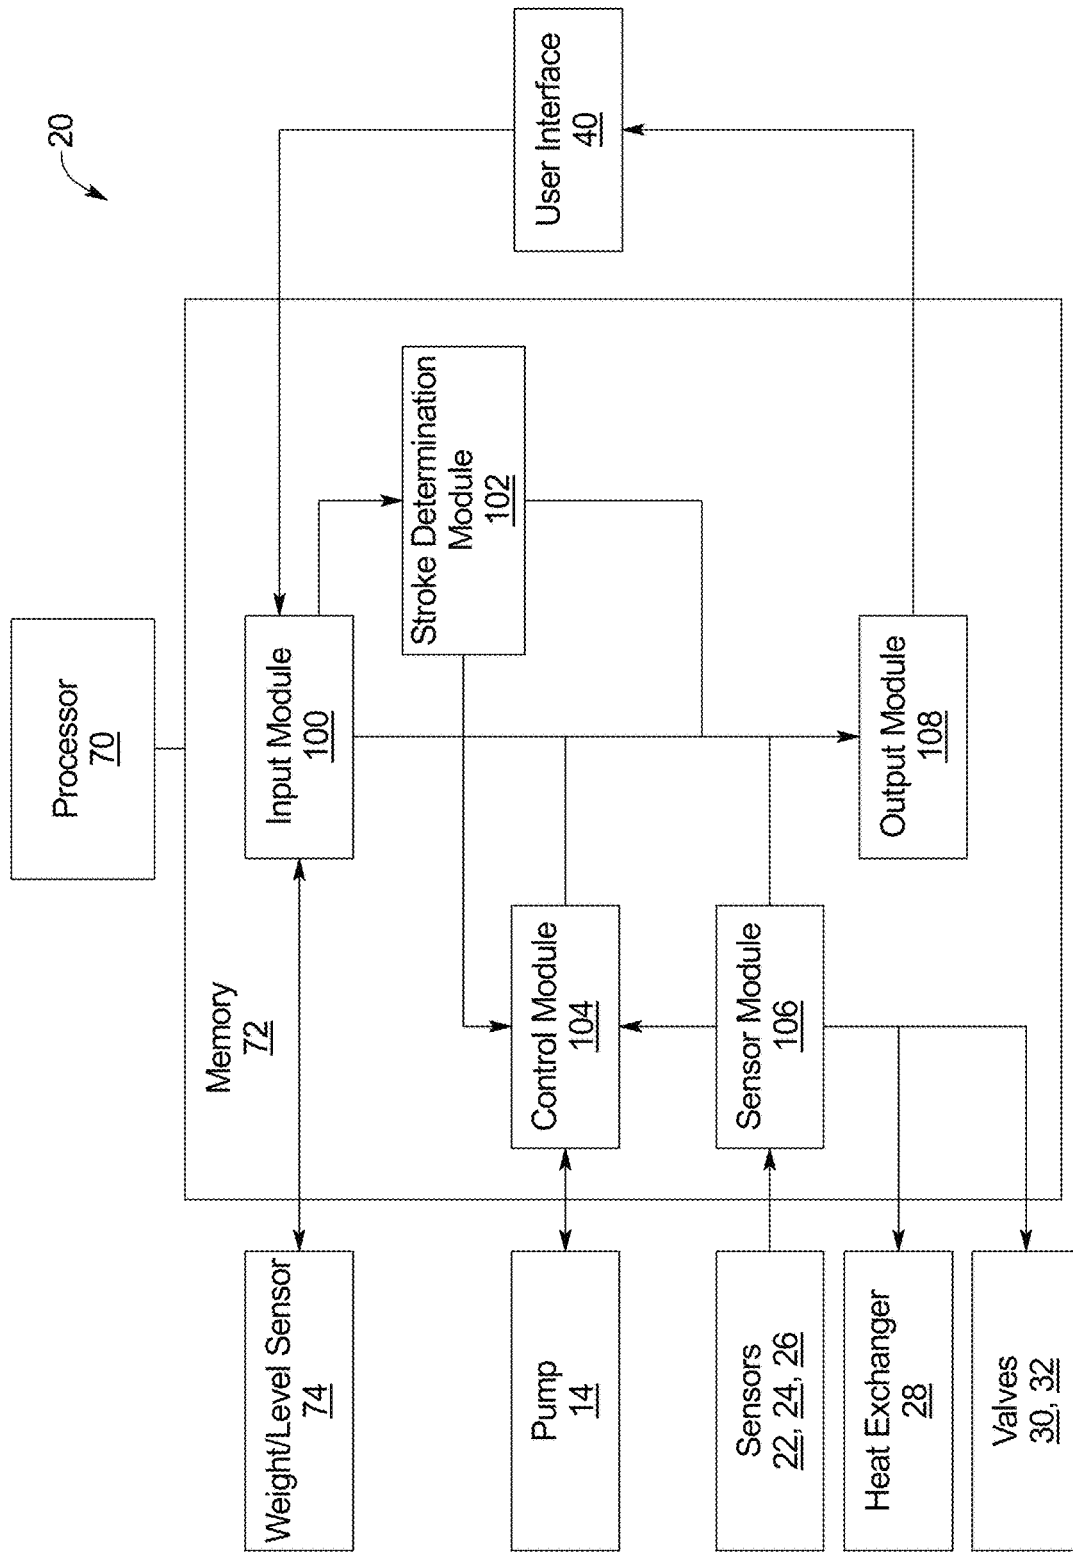 20
Processor
70
Memory
72
Weight/Level Sensor
74
Input Module
100
User Interface
40
Stroke Determination
Module
102
Pump
14
Control Module
104
Sensors
22, 24, 26
Sensor Module
106
Heat Exchanger
28
Output Module
108
Valves
30, 32